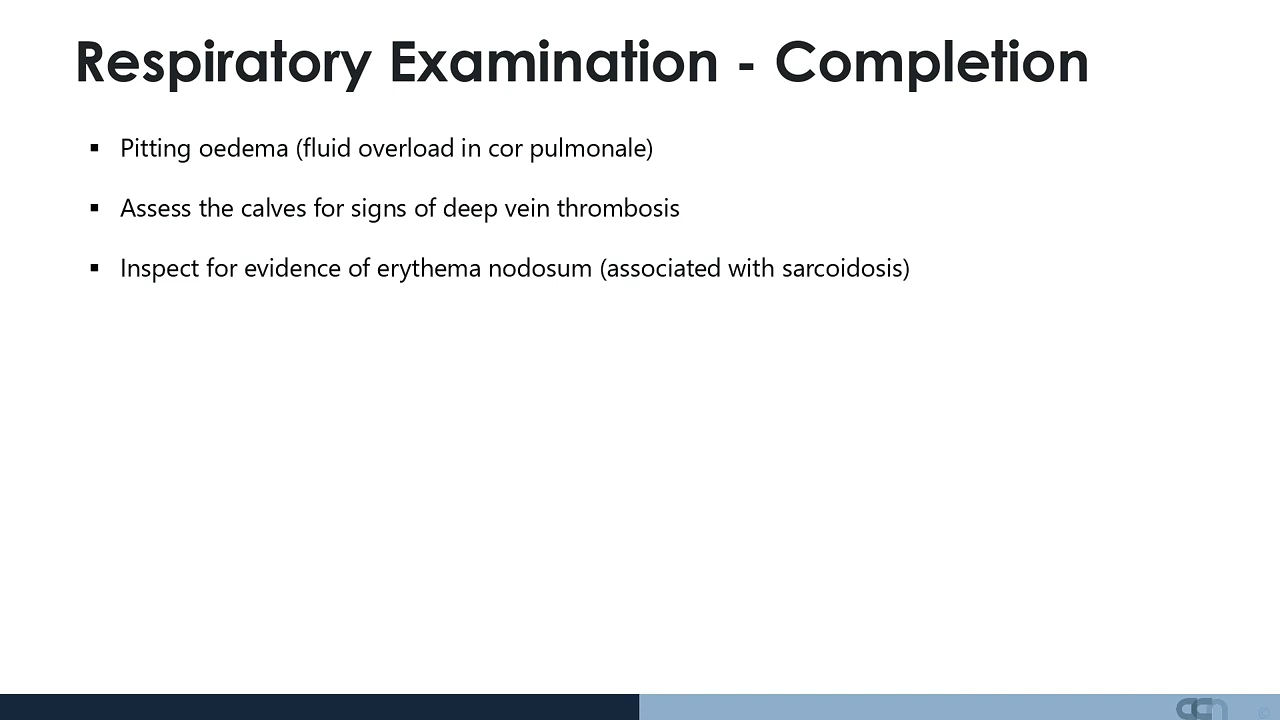 Respiratory Examination - Completion
▪ Pitting oedema (fluid overload in cor pulmonale)
▪ Assess the calves for signs of deep vein thrombosis
▪ Inspect for evidence of erythema nodosum (associated with sarcoidosis)